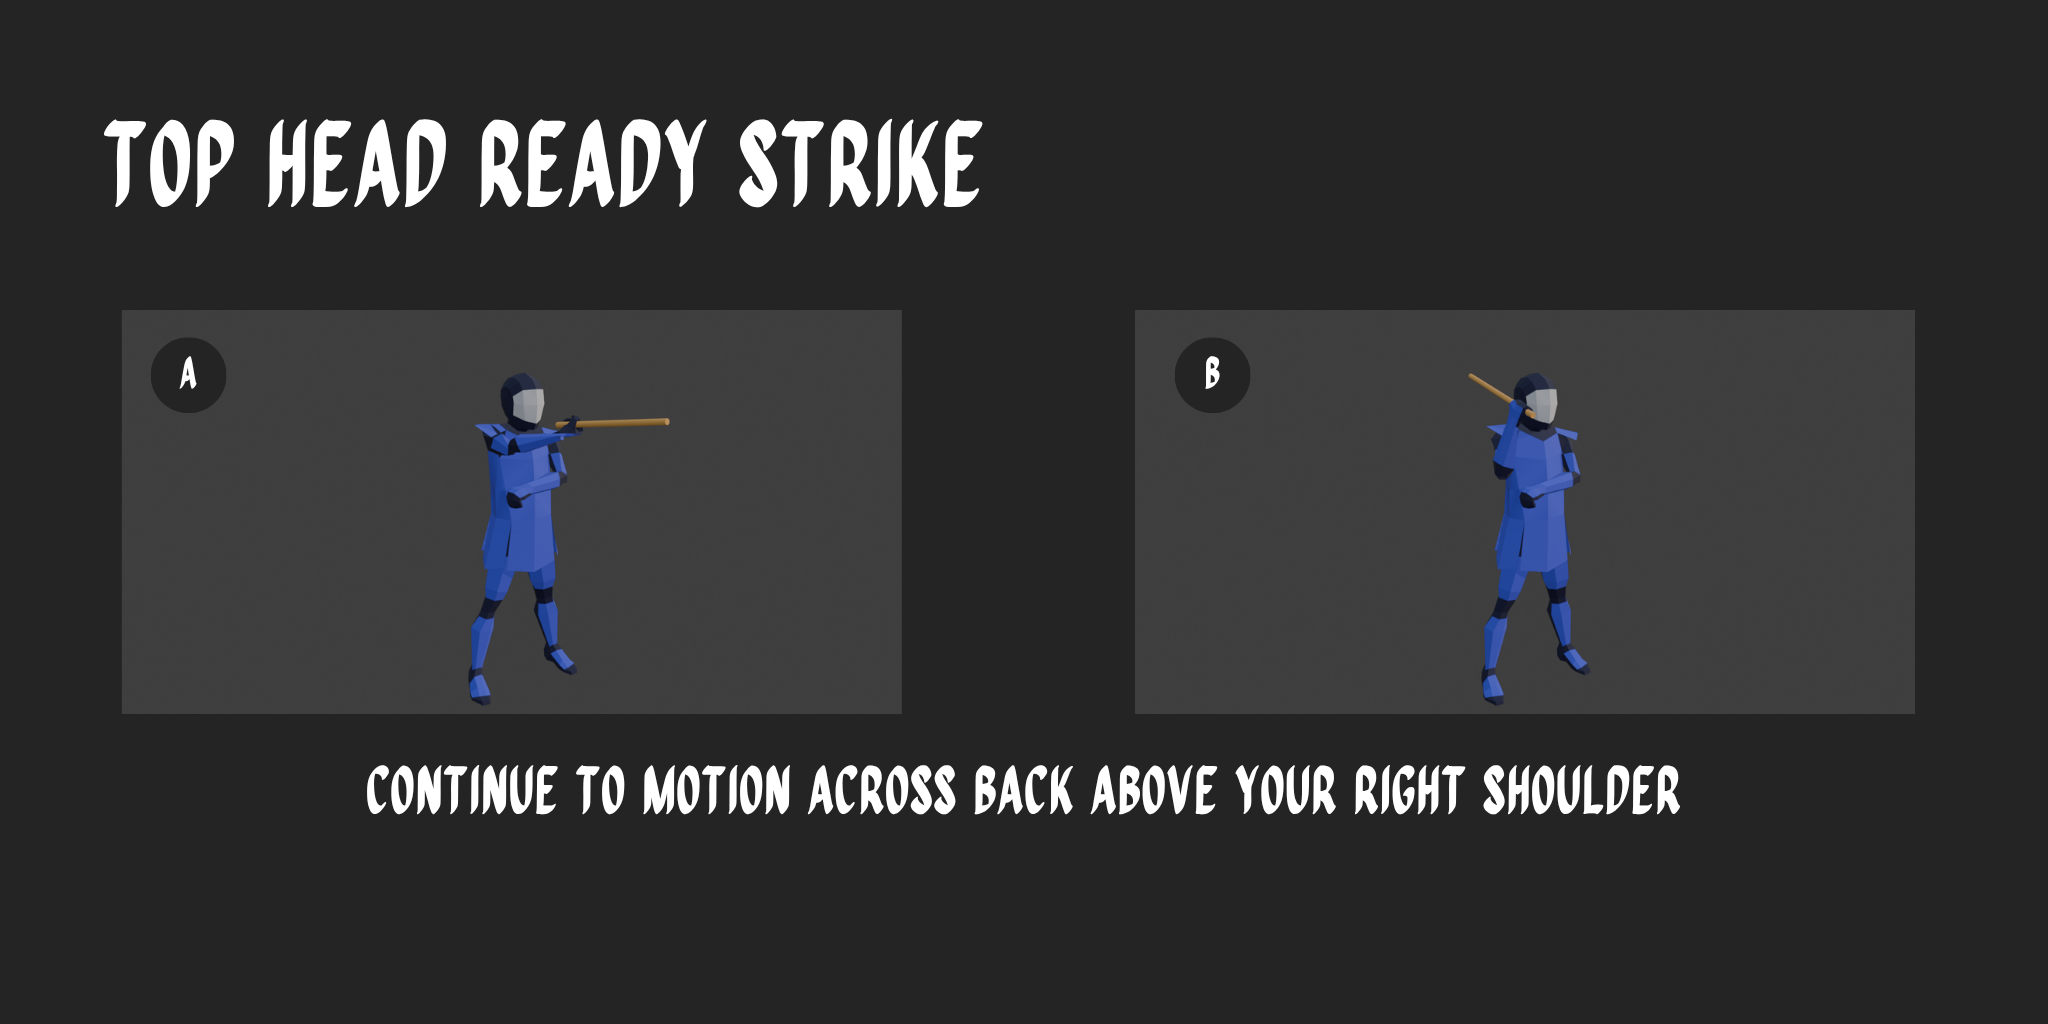 TOP HEAD READY STRIKE
A
B
CONTINUE TO MOTION ACROSS BACK ABOVE YOUR RIGHT SHOULDER